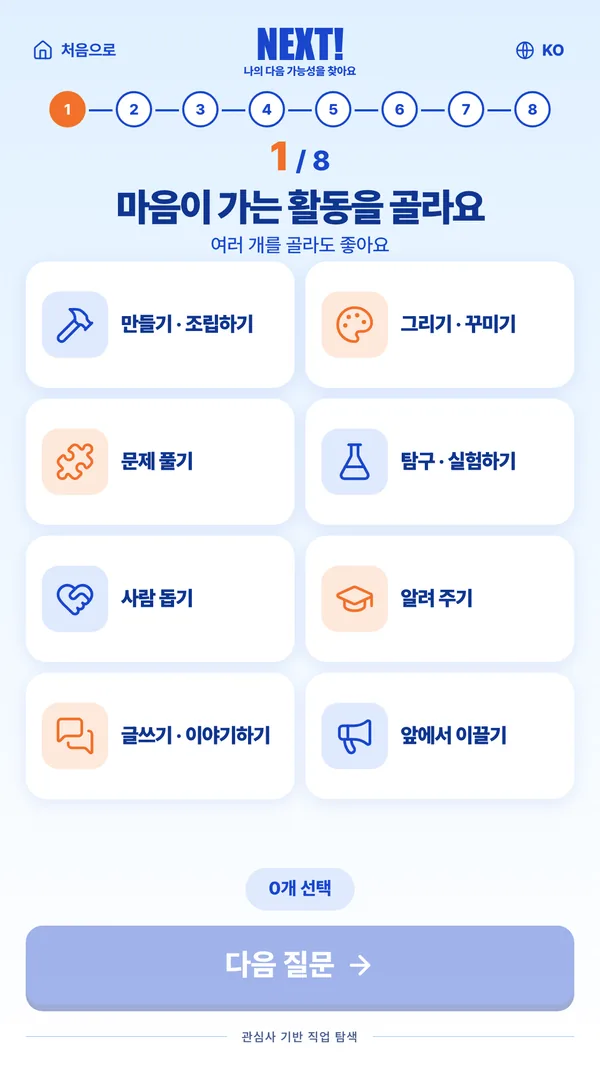 처음으로
NEXT!
나의 다음 가능성을 찾아요
KO
1 2 3 4 5 6 7 8
1 / 8
마음이 가는 활동을 골라요
여러 개를 골라도 좋아요
만들기 · 조립하기
그리기 · 꾸미기
문제 풀기
탐구 · 실험하기
사람 돕기
알려 주기
글쓰기 · 이야기하기
앞에서 이끌기
0개 선택
다음 질문 →
관심사 기반 직업 탐색